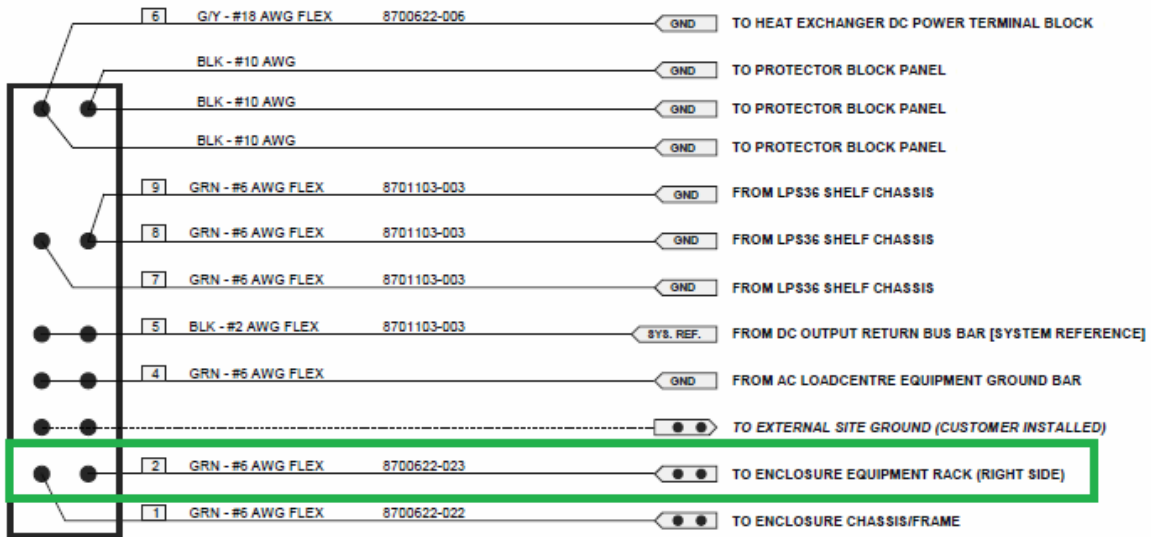 6 G/Y - #18 AWG FLEX 8700622-006 GND TO HEAT EXCHANGER DC POWER TERMINAL BLOCK
BLK - #10 AWG GND TO PROTECTOR BLOCK PANEL
BLK - #10 AWG GND TO PROTECTOR BLOCK PANEL
BLK - #10 AWG GND TO PROTECTOR BLOCK PANEL
9 GRN - #6 AWG FLEX 8701103-003 GND FROM LPS36 SHELF CHASSIS
8 GRN - #6 AWG FLEX 8701103-003 GND FROM LPS36 SHELF CHASSIS
7 GRN - #6 AWG FLEX 8701103-003 GND FROM LPS36 SHELF CHASSIS
5 BLK - #2 AWG FLEX 8701103-003 SYS. REF. FROM DC OUTPUT RETURN BUS BAR [SYSTEM REFERENCE]
4 GRN - #6 AWG FLEX GND FROM AC LOADCENTRE EQUIPMENT GROUND BAR
TO EXTERNAL SITE GROUND (CUSTOMER INSTALLED)
2 GRN - #6 AWG FLEX 8700622-023 TO ENCLOSURE EQUIPMENT RACK (RIGHT SIDE)
1 GRN - #6 AWG FLEX 8700622-022 TO ENCLOSURE CHASSIS/FRAME